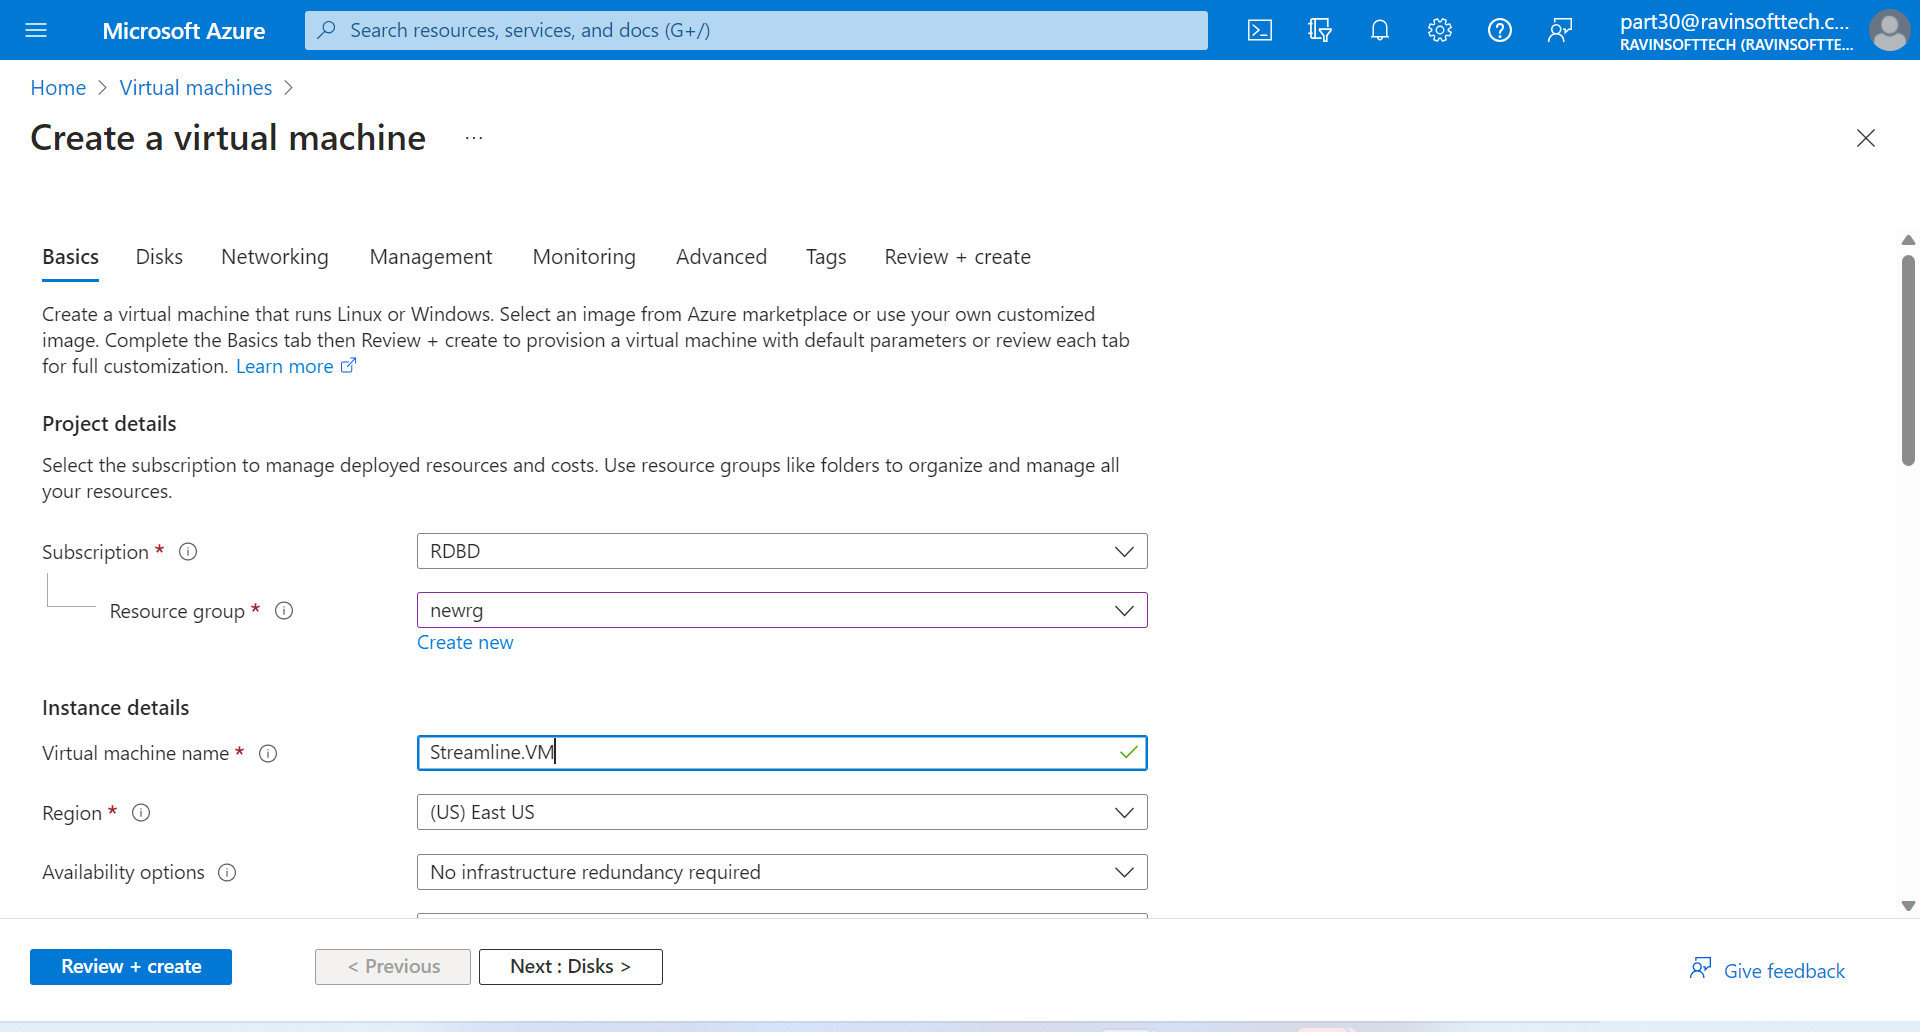 Microsoft Azure
Search resources, services, and docs (G+/)
part30@ravinsofttech.c...
RAVINSOFTTECH (RAVINSOFTTE...
Home > Virtual machines >
Create a virtual machine ...
Basics Disks Networking Management Monitoring Advanced Tags Review + create
Create a virtual machine that runs Linux or Windows. Select an image from Azure marketplace or use your own customized
image. Complete the Basics tab then Review + create to provision a virtual machine with default parameters or review each tab
for full customization. Learn more
Project details
Select the subscription to manage deployed resources and costs. Use resource groups like folders to organize and manage all
your resources.
Subscription * RDBD
Resource group * newrg
Create new
Instance details
Virtual machine name * Streamline.VM
Region * (US) East US
Availability options No infrastructure redundancy required
Review + create < Previous Next : Disks > Give feedback